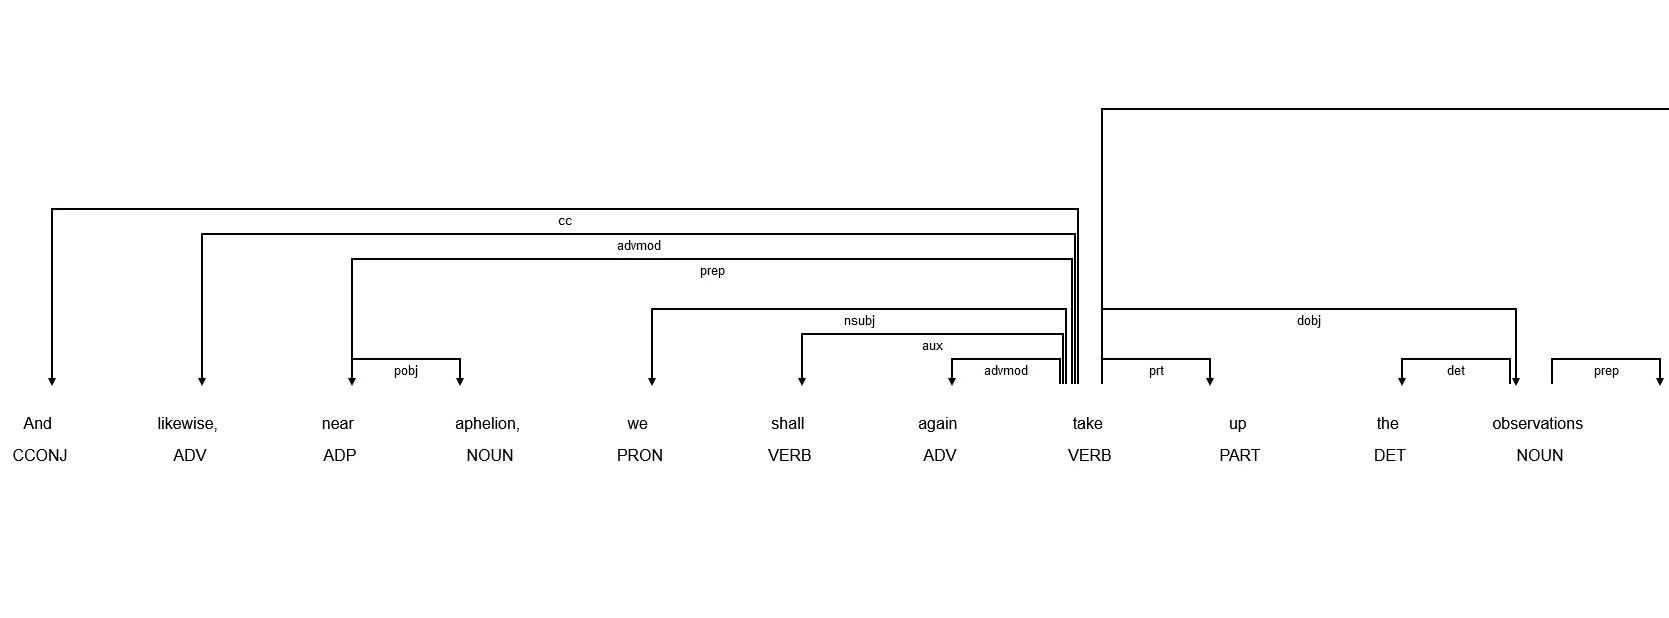 cc
advmod
prep
nsubj dobj
aux
pobj advmod prt det prep
And likewise, near aphelion, we shall again take up the observations
CCONJ ADV ADP NOUN PRON VERB ADV VERB PART DET NOUN